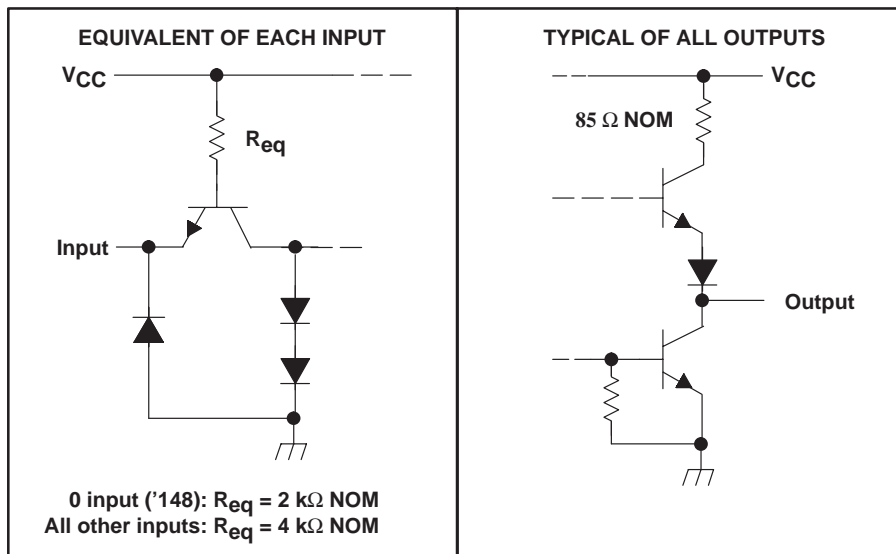 EQUIVALENT OF EACH INPUT
VCC
Req
Input
0 input ('148): Req = 2 kΩ NOM
All other inputs: Req = 4 kΩ NOM
TYPICAL OF ALL OUTPUTS
VCC
85 Ω NOM
Output